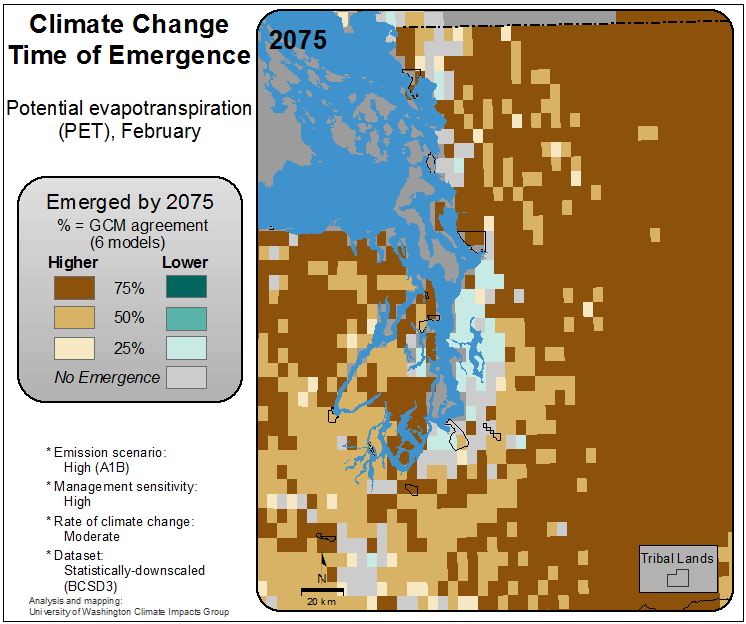 Climate Change
Time of Emergence
Potential evapotranspiration
(PET), February
Emerged by 2075
% = GCM agreement
(6 models)
Higher Lower
75%
50%
25%
No Emergence
* Emission scenario:
High (A1B)
* Management sensitivity:
High
* Rate of climate change:
Moderate
* Dataset:
Statistically-downscaled
(BCSD3)
Analysis and mapping:
University of Washington Climate Impacts Group
2075
N
20 km
Tribal Lands